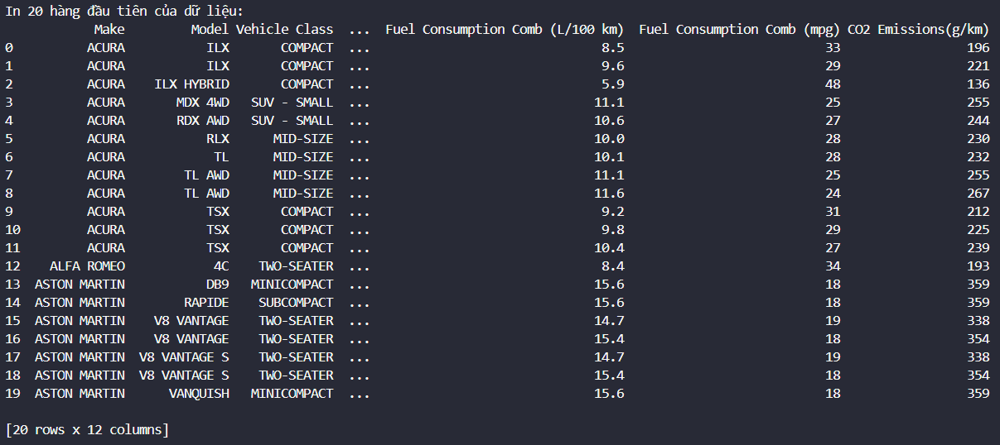 In 20 hàng đầu tiên của dữ liệu:
Make Model Vehicle Class ... Fuel Consumption Comb (L/100 km) Fuel Consumption Comb (mpg) CO2 Emissions(g/km)
0 ACURA ILX COMPACT ... 8.5 33 196
1 ACURA ILX COMPACT ... 9.6 29 221
2 ACURA ILX HYBRID COMPACT ... 5.9 48 136
3 ACURA MDX 4WD SUV - SMALL ... 11.1 25 255
4 ACURA RDX AWD SUV - SMALL ... 10.6 27 244
5 ACURA RLX MID-SIZE ... 10.0 28 230
6 ACURA TL MID-SIZE ... 10.1 28 232
7 ACURA TL AWD MID-SIZE ... 11.1 25 255
8 ACURA TL AWD MID-SIZE ... 11.6 24 267
9 ACURA TSX COMPACT ... 9.2 31 212
10 ACURA TSX COMPACT ... 9.8 29 225
11 ACURA TSX COMPACT ... 10.4 27 239
12 ALFA ROMEO 4C TWO-SEATER ... 8.4 34 193
13 ASTON MARTIN DB9 MINICOMPACT ... 15.6 18 359
14 ASTON MARTIN RAPIDE SUBCOMPACT ... 15.6 18 359
15 ASTON MARTIN V8 VANTAGE TWO-SEATER ... 14.7 19 338
16 ASTON MARTIN V8 VANTAGE TWO-SEATER ... 15.4 18 354
17 ASTON MARTIN V8 VANTAGE S TWO-SEATER ... 14.7 19 338
18 ASTON MARTIN V8 VANTAGE S TWO-SEATER ... 15.4 18 354
19 ASTON MARTIN VANQUISH MINICOMPACT ... 15.6 18 359
[20 rows x 12 columns]